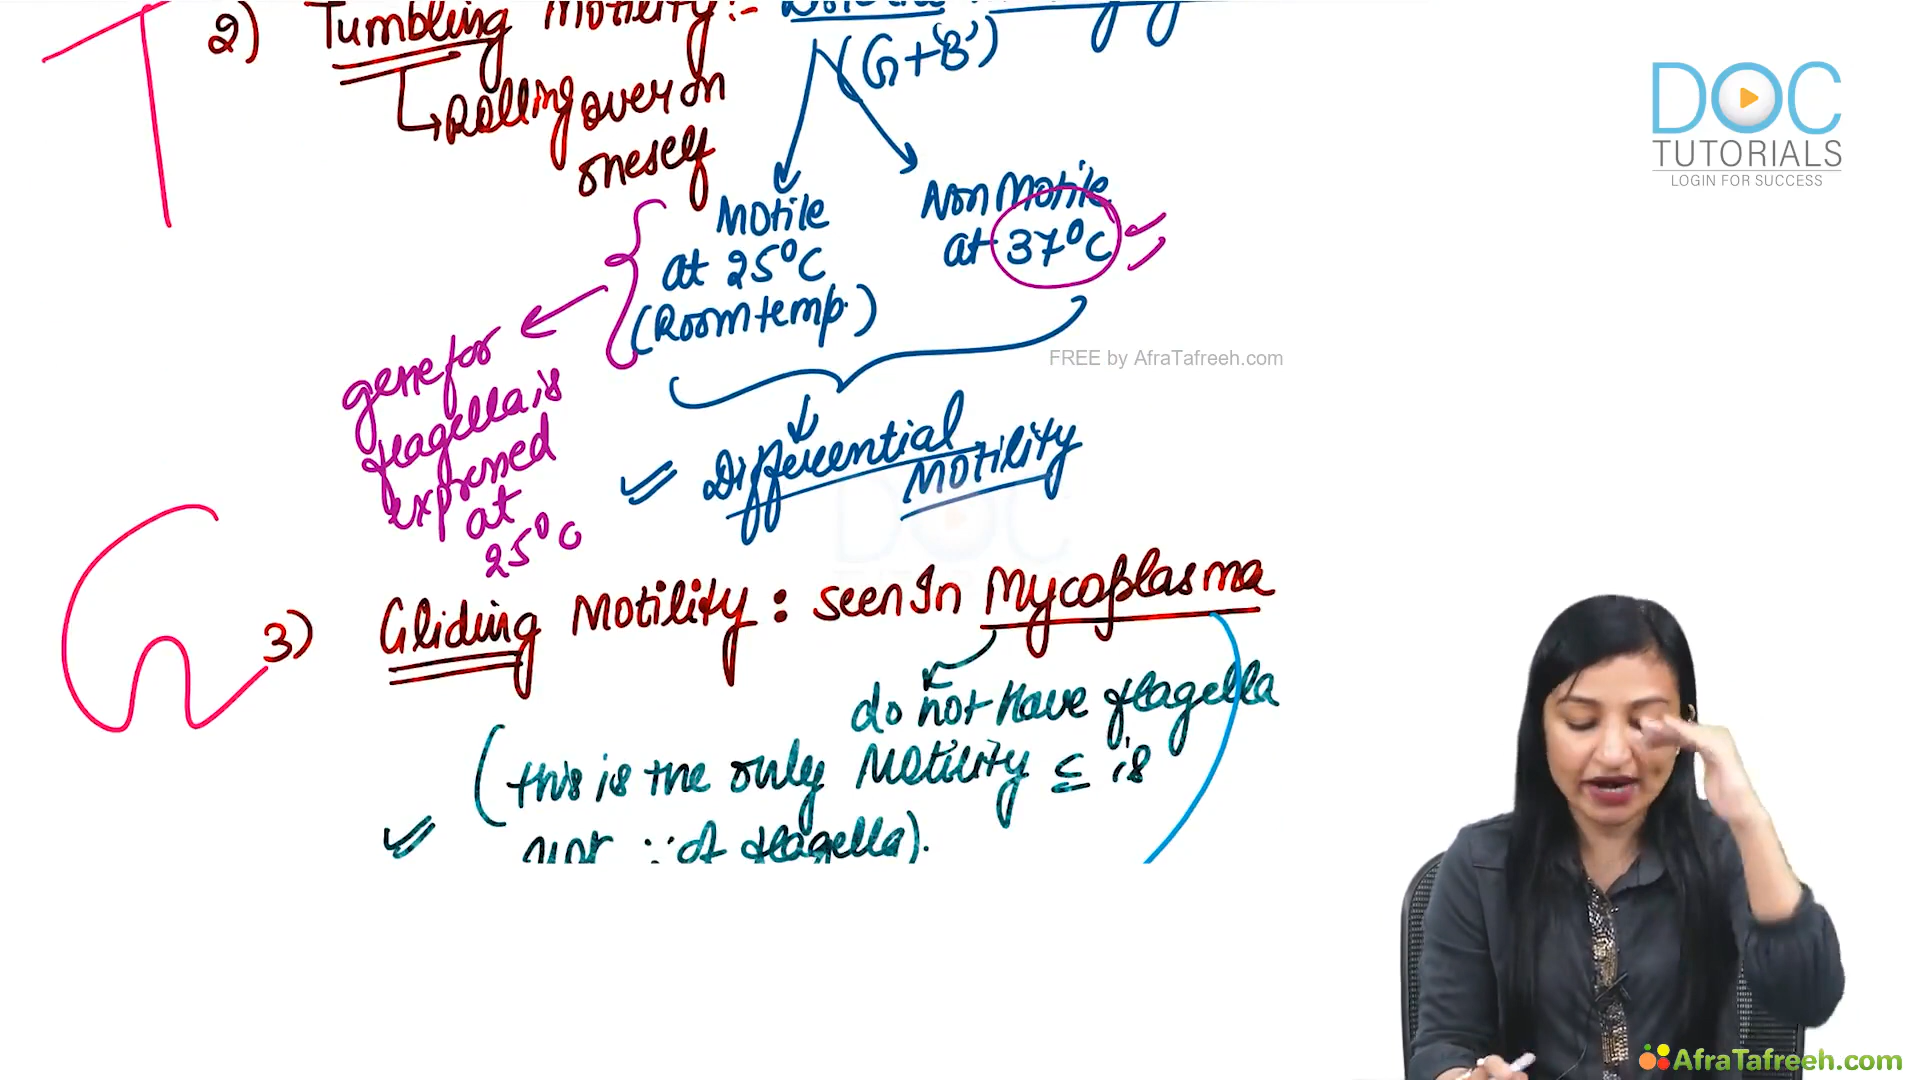 2) Tumbling Motility :-
(G+'B')
Rolling over on
oneself
Motile
at 25°C
(Room temp.)
Non Motile
at 37°C
gene for
flagella is
expressed
at
25°C
Differential
Motility
3) Gliding Motility : seen In Mycoplasma
do not have flagella
(this is the only Motility c is
not ∵ of flagella).
DOC
TUTORIALS
LOGIN FOR SUCCESS
FREE by AfraTafreeh.com
DOC
AfraTafreeh.com